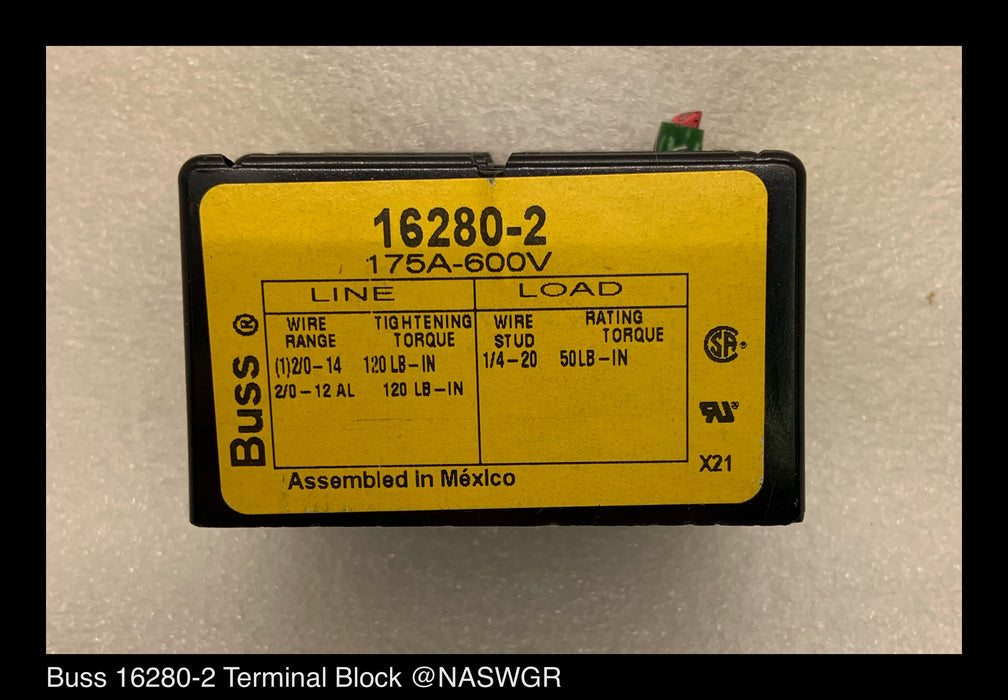 16280-2
175A-600V
LINE LOAD
WIRE TIGHTENING WIRE RATING
RANGE TORQUE STUD TORQUE
(1)2/0-14 120 LB-IN 1/4-20 50LB-IN
2/0-12 AL 120 LB-IN
Buss ®
SA ®
RU ®
X21
Assembled in México
Buss 16280-2 Terminal Block @NASWGR